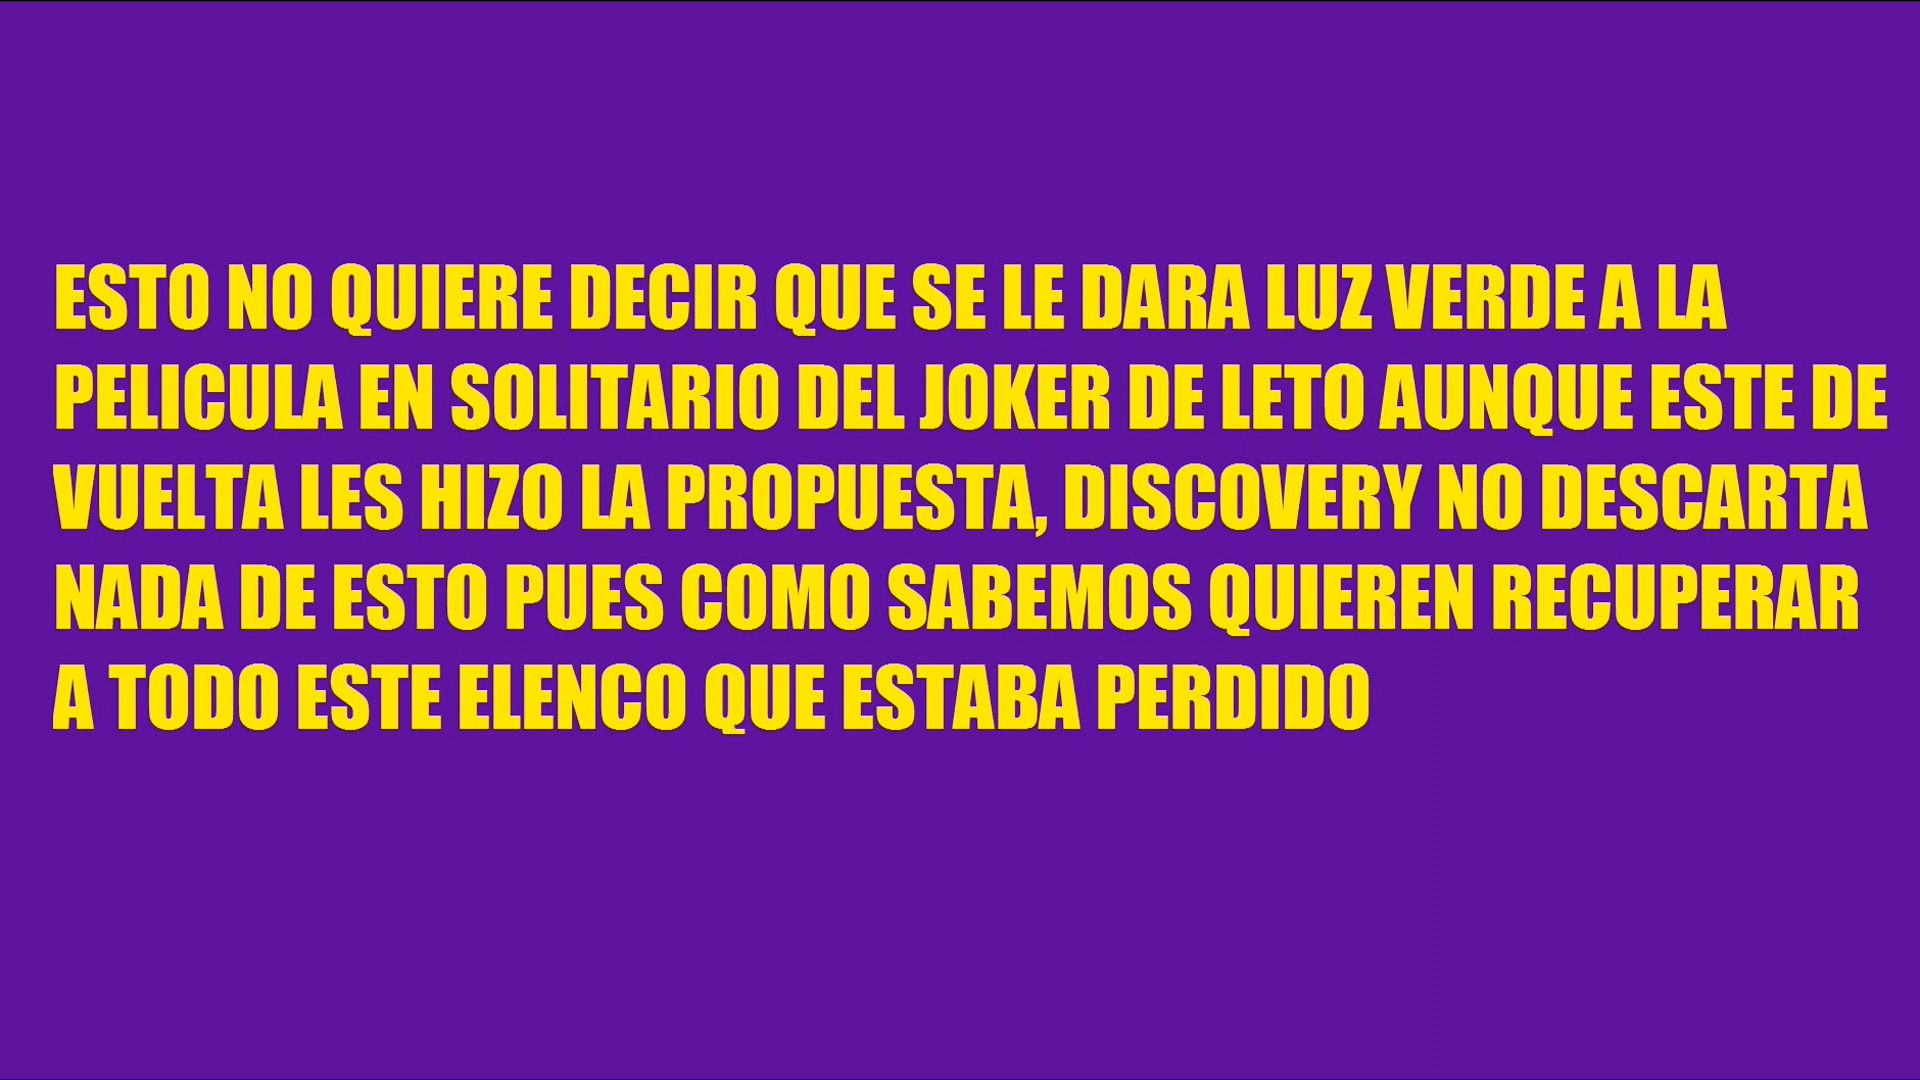 ESTO NO QUIERE DECIR QUE SE LE DARA LUZ VERDE A LA
PELICULA EN SOLITARIO DEL JOKER DE LETO AUNQUE ESTE DE
VUELTA LES HIZO LA PROPUESTA, DISCOVERY NO DESCARTA
NADA DE ESTO PUES COMO SABEMOS QUIEREN RECUPERAR
A TODO ESTE ELENCO QUE ESTABA PERDIDO